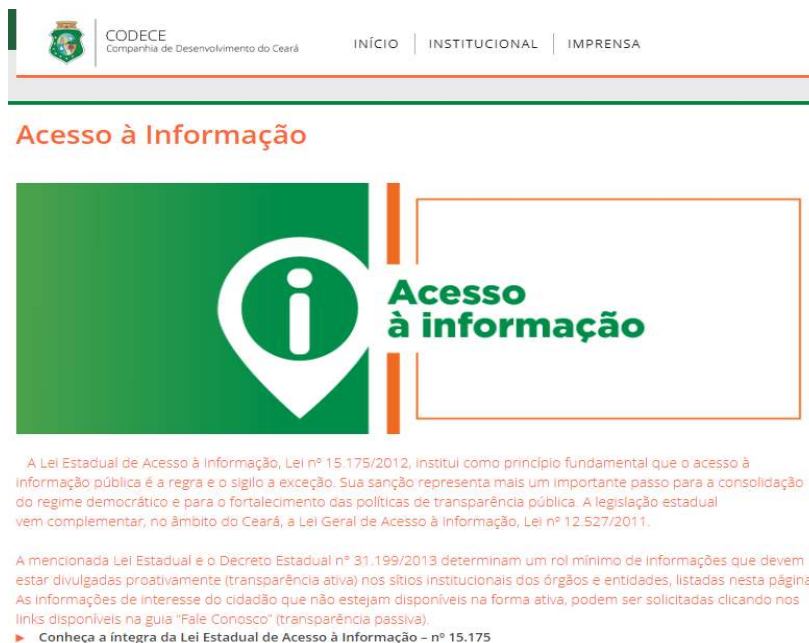 CODECE
Companhia de Desenvolvimento do Ceará
INÍCIO
INSTITUCIONAL
IMPRENSA
Acesso à Informação
Acesso
à informação
A Lei Estadual de Acesso à Informação, Lei nº 15.175/2012, institui como princípio fundamental que o acesso à
informação pública é a regra e o sigilo a exceção. Sua sanção representa mais um importante passo para a consolidação
do regime democrático e para o fortalecimento das políticas de transparência pública. A legislação estadual
vem complementar, no âmbito do Ceará, a Lei Geral de Acesso à Informação, Lei nº 12.527/2011.
A mencionada Lei Estadual e o Decreto Estadual nº 31.199/2013 determinam um rol mínimo de informações que devem
estar divulgadas proativamente (transparência ativa) nos sítios institucionais dos órgãos e entidades, listadas nesta página
As informações de interesse do cidadão que não estejam disponíveis na forma ativa, podem ser solicitadas clicando nos
links disponíveis na guia “Fale Conosco” (transparência passiva).
► Conheça a íntegra da Lei Estadual de Acesso à Informação – nº 15.175